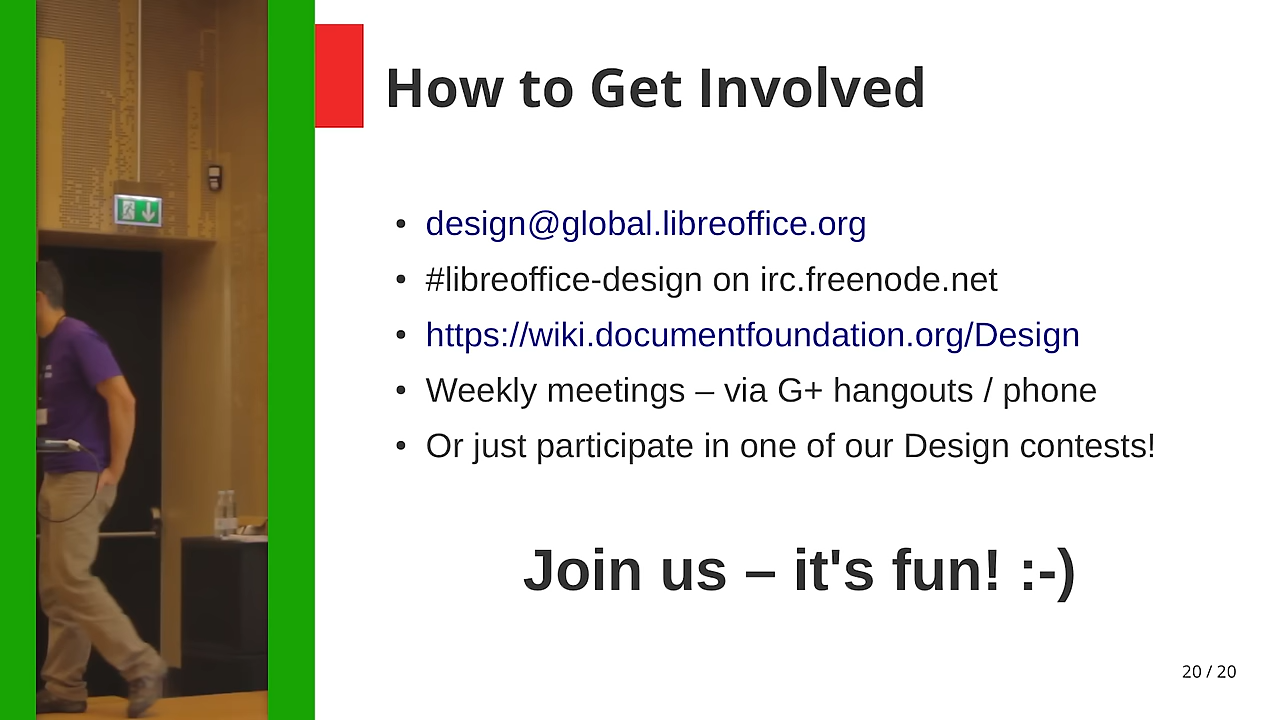 How to Get Involved
• design@global.libreoffice.org
• #libreoffice-design on irc.freenode.net
• https://wiki.documentfoundation.org/Design
• Weekly meetings – via G+ hangouts / phone
• Or just participate in one of our Design contests!
Join us – it's fun! :-)
20 / 20